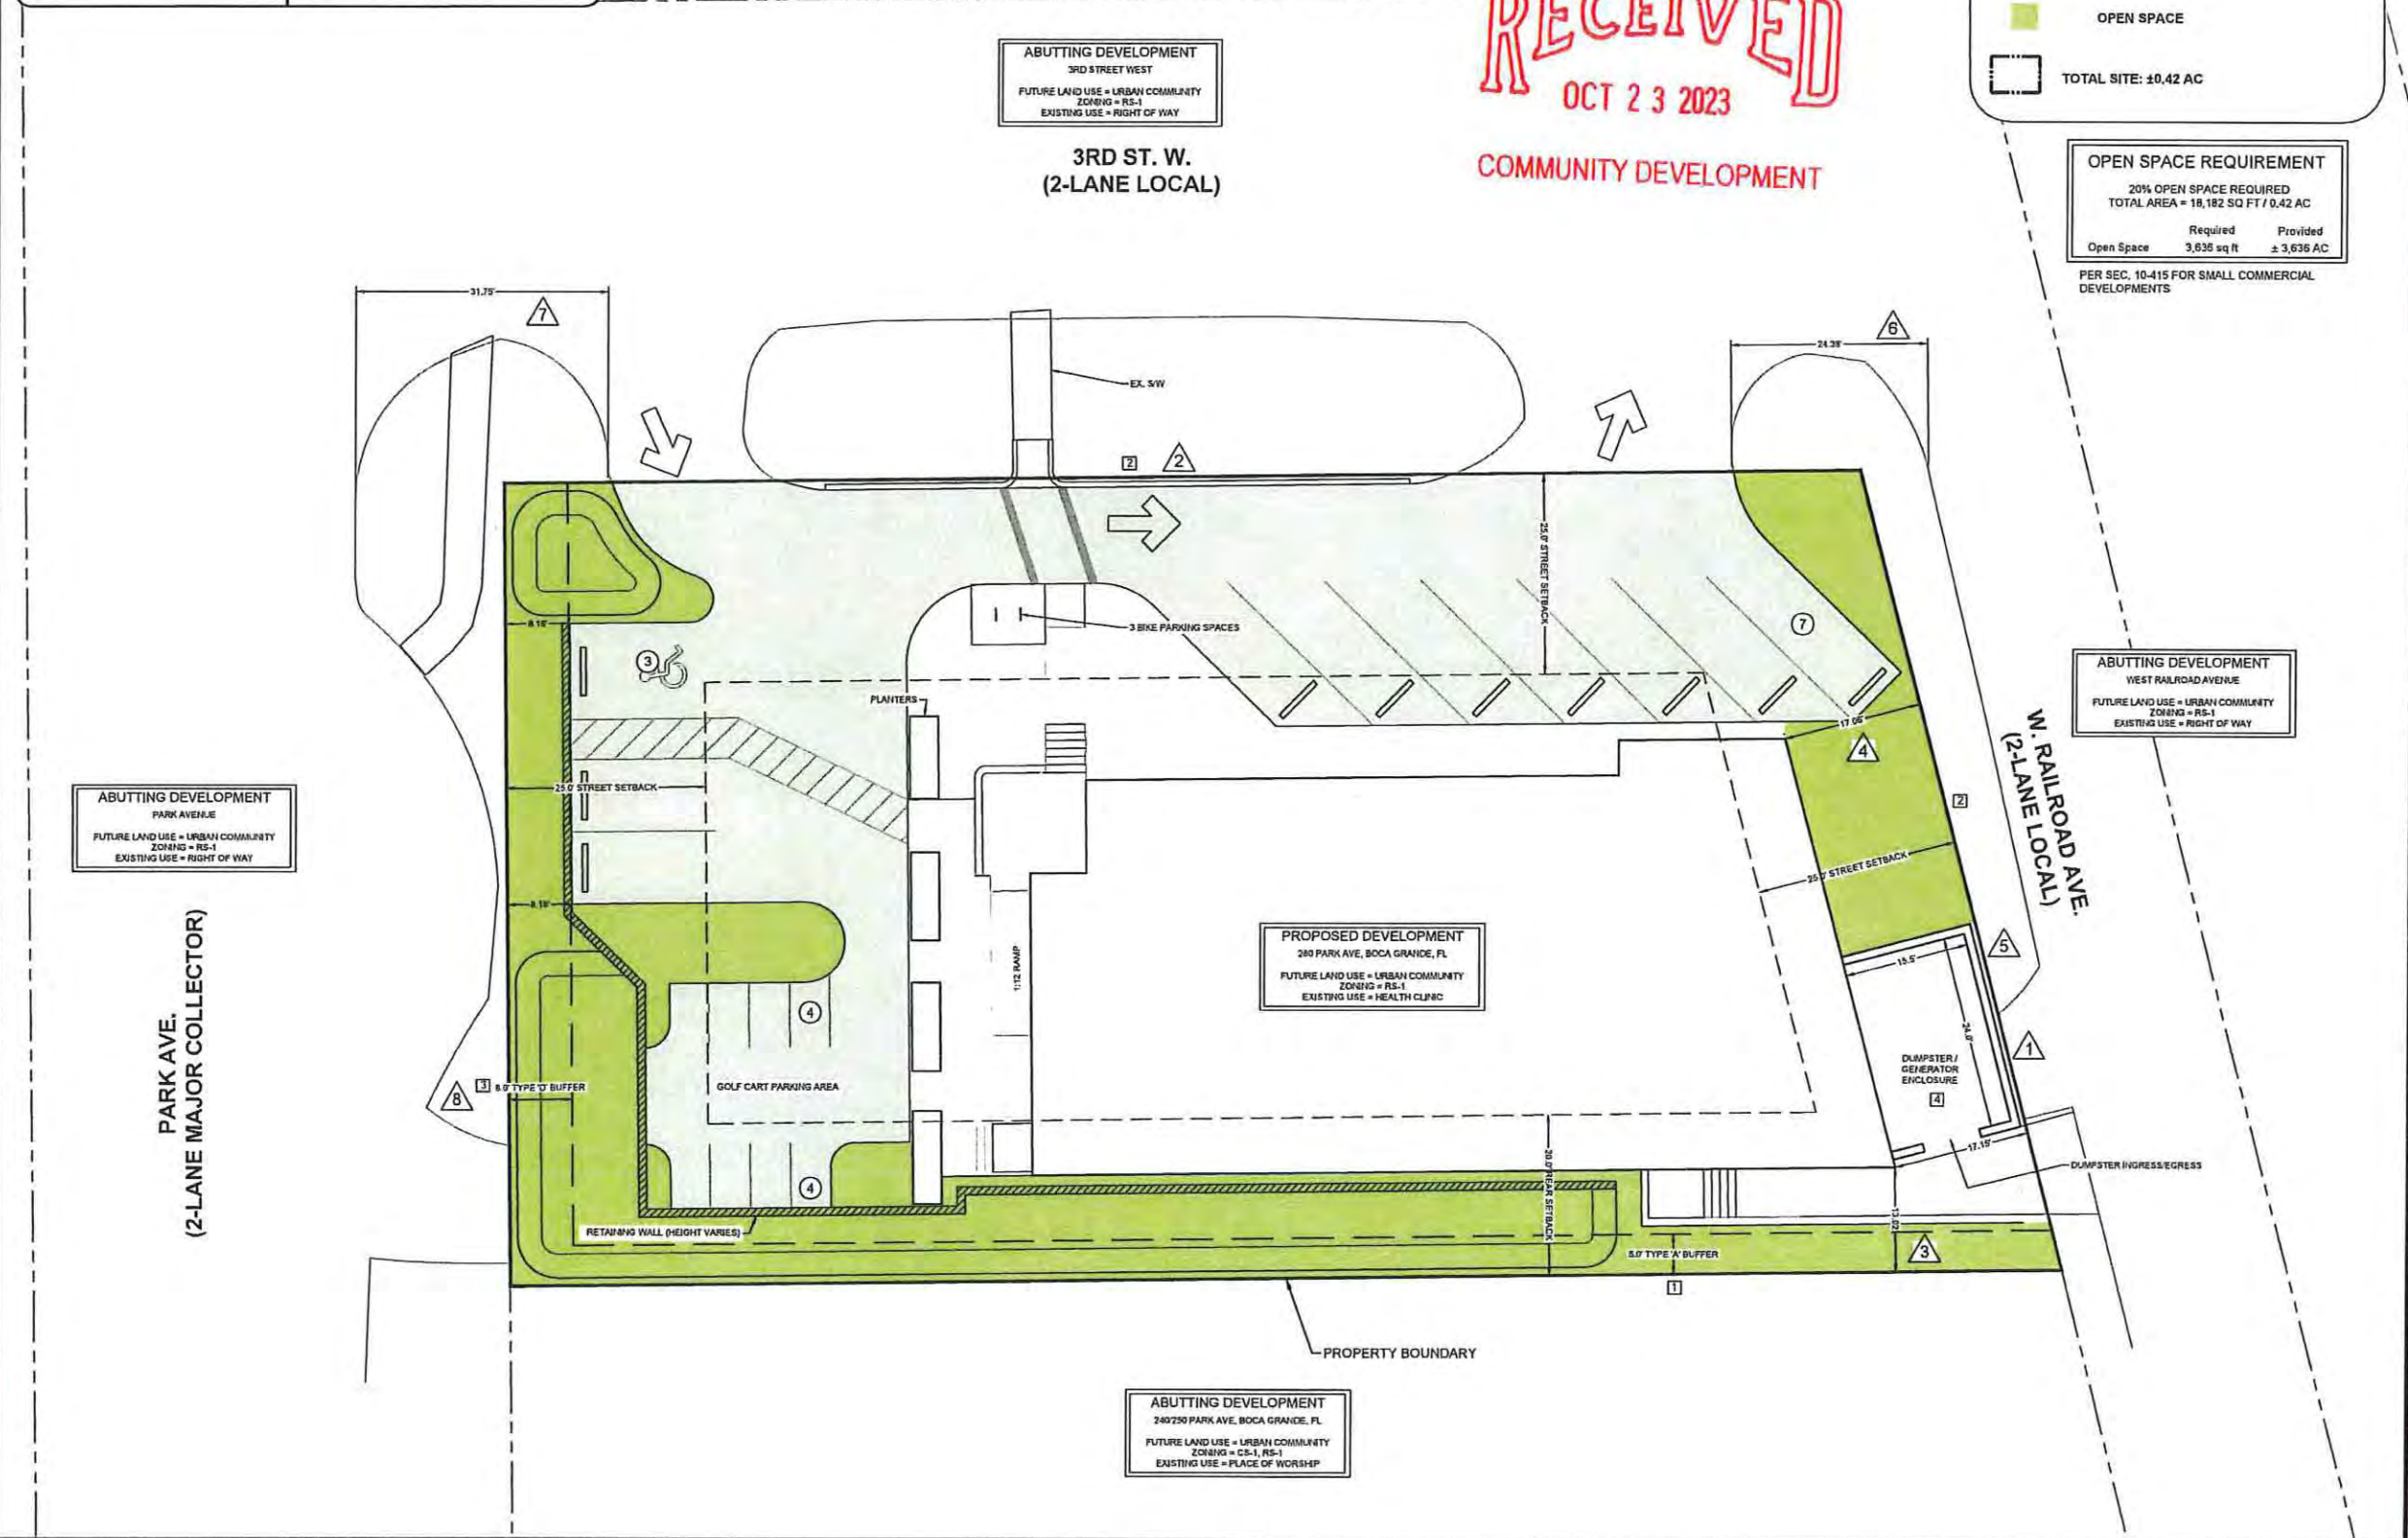 RECEIVED
OCT 23 2023
COMMUNITY DEVELOPMENT
OPEN SPACE
TOTAL SITE: ±0.42 AC
ABUTTING DEVELOPMENT
3RD STREET WEST
FUTURE LAND USE = URBAN COMMUNITY
ZONING = RS-1
EXISTING USE = RIGHT OF WAY
3RD ST. W.
(2-LANE LOCAL)
OPEN SPACE REQUIREMENT
20% OPEN SPACE REQUIRED
TOTAL AREA = 18,182 SQ FT / 0.42 AC
Required Provided
Open Space 3,636 sq ft ± 3,636 AC
PER SEC. 10-415 FOR SMALL COMMERCIAL
DEVELOPMENTS
31.75'
7
6
24.39'
EX. S/W
2
2
25.0' STREET SETBACK
8.18'
3
3 BIKE PARKING SPACES
7
PLANTERS
17.06'
4
ABUTTING DEVELOPMENT
WEST RAILROAD AVENUE
FUTURE LAND USE = URBAN COMMUNITY
ZONING = RS-1
EXISTING USE = RIGHT OF WAY
W. RAILROAD AVE.
(2-LANE LOCAL)
ABUTTING DEVELOPMENT
PARK AVENUE
FUTURE LAND USE = URBAN COMMUNITY
ZONING = RS-1
EXISTING USE = RIGHT OF WAY
25.0' STREET SETBACK
2
25.0' STREET SETBACK
8.18'
PARK AVE.
(2-LANE MAJOR COLLECTOR)
1:12 RAMP
PROPOSED DEVELOPMENT
280 PARK AVE, BOCA GRANDE, FL
FUTURE LAND USE = URBAN COMMUNITY
ZONING = RS-1
EXISTING USE = HEALTH CLINIC
5
15.5'
24.0'
1
DUMPSTER /
GENERATOR
ENCLOSURE
4
4
GOLF CART PARKING AREA
8
3
8.0' TYPE 'D' BUFFER
4
20.0' REAR SETBACK
17.15'
DUMPSTER INGRESS/EGRESS
RETAINING WALL (HEIGHT VARIES)
13.02'
5.0' TYPE 'A' BUFFER
3
1
PROPERTY BOUNDARY
ABUTTING DEVELOPMENT
240/250 PARK AVE, BOCA GRANDE, FL
FUTURE LAND USE = URBAN COMMUNITY
ZONING = CS-1, RS-1
EXISTING USE = PLACE OF WORSHIP